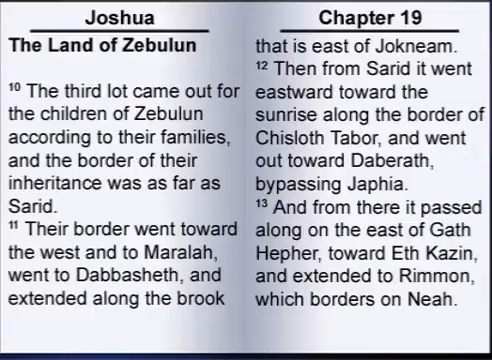 Joshua
The Land of Zebulun
¹⁰ The third lot came out for
the children of Zebulun
according to their families,
and the border of their
inheritance was as far as
Sarid.
¹¹ Their border went toward
the west and to Maralah,
went to Dabbasheth, and
extended along the brook
Chapter 19
that is east of Jokneam.
¹² Then from Sarid it went
eastward toward the
sunrise along the border of
Chisloth Tabor, and went
out toward Daberath,
bypassing Japhia.
¹³ And from there it passed
along on the east of Gath
Hepher, toward Eth Kazin,
and extended to Rimmon,
which borders on Neah.